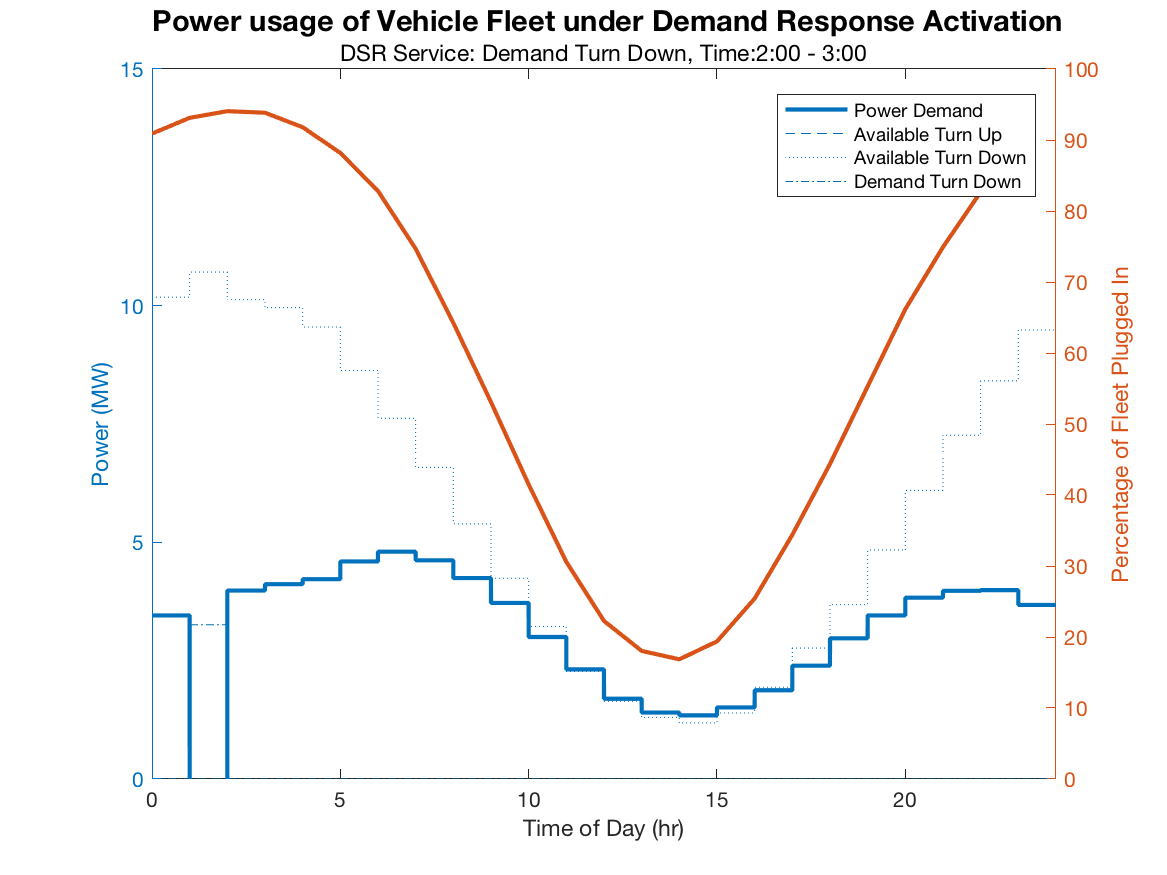 Power usage of Vehicle Fleet under Demand Response Activation
DSR Service: Demand Turn Down, Time:2:00 - 3:00
15
10
5
0
Power (MW)
Power Demand
Available Turn Up
Available Turn Down
Demand Turn Down
100
90
80
70
60
50
40
30
20
10
0
Percentage of Fleet Plugged In
0 5 10 15 20
Time of Day (hr)